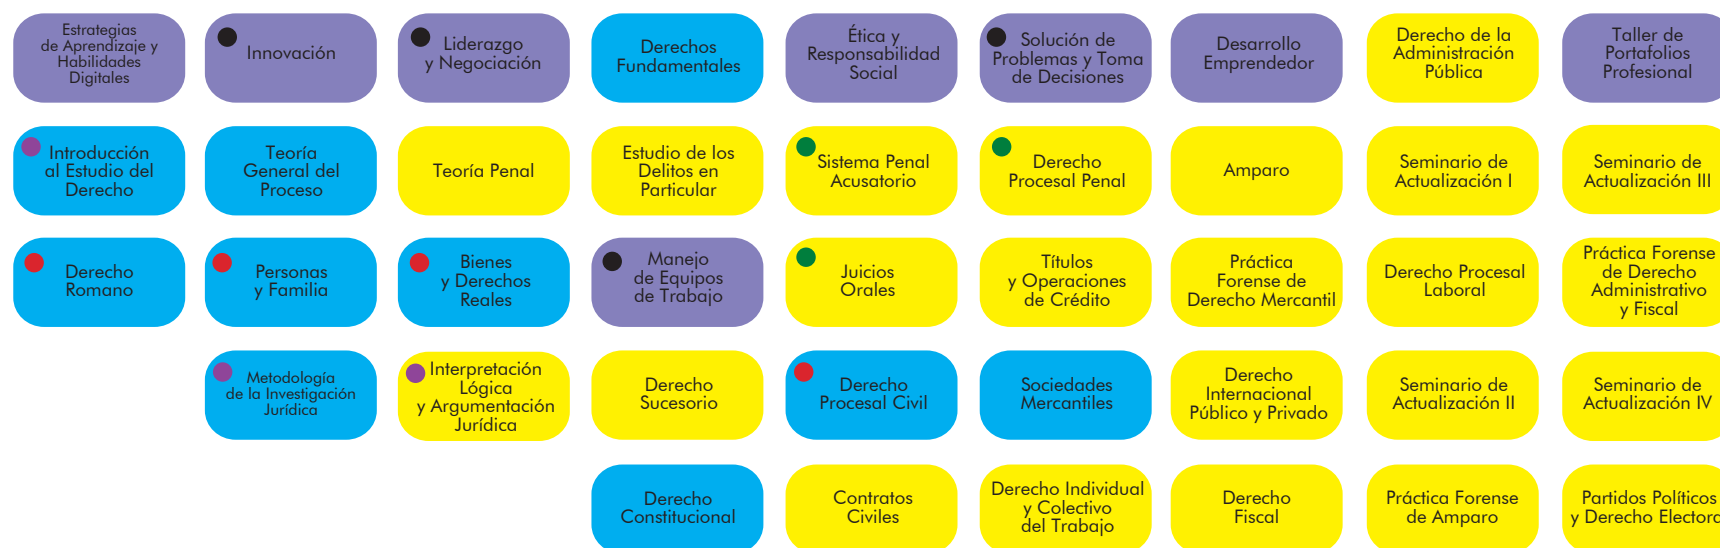 Estrategias
de Aprendizaje y
Habilidades
Digitales
Innovación
Liderazgo
y Negociación
Derechos
Fundamentales
Ética y
Responsabilidad
Social
Solución de
Problemas y Toma
de Decisiones
Desarrollo
Emprendedor
Derecho de la
Administración
Pública
Taller de
Portafolios
Profesional
Introducción
al Estudio del
Derecho
Teoría
General del
Proceso
Teoría Penal
Estudio de los
Delitos en
Particular
Sistema Penal
Acusatorio
Derecho
Procesal Penal
Amparo
Seminario de
Actualización I
Seminario de
Actualización III
Derecho
Romano
Personas
y Familia
Bienes
y Derechos
Reales
Manejo
de Equipos
de Trabajo
Juicios
Orales
Títulos
y Operaciones
de Crédito
Práctica
Forense de
Derecho Mercantil
Derecho Procesal
Laboral
Práctica Forense
de Derecho
Administrativo
y Fiscal
Metodología
de la Investigación
Jurídica
Interpretación
Lógica
y Argumentación
Jurídica
Derecho
Sucesorio
Derecho
Procesal Civil
Sociedades
Mercantiles
Derecho
Internacional
Público y Privado
Seminario de
Actualización II
Seminario de
Actualización IV
Derecho
Constitucional
Contratos
Civiles
Derecho Individual
y Colectivo
del Trabajo
Derecho
Fiscal
Práctica Forense
de Amparo
Partidos Políticos
y Derecho Elector